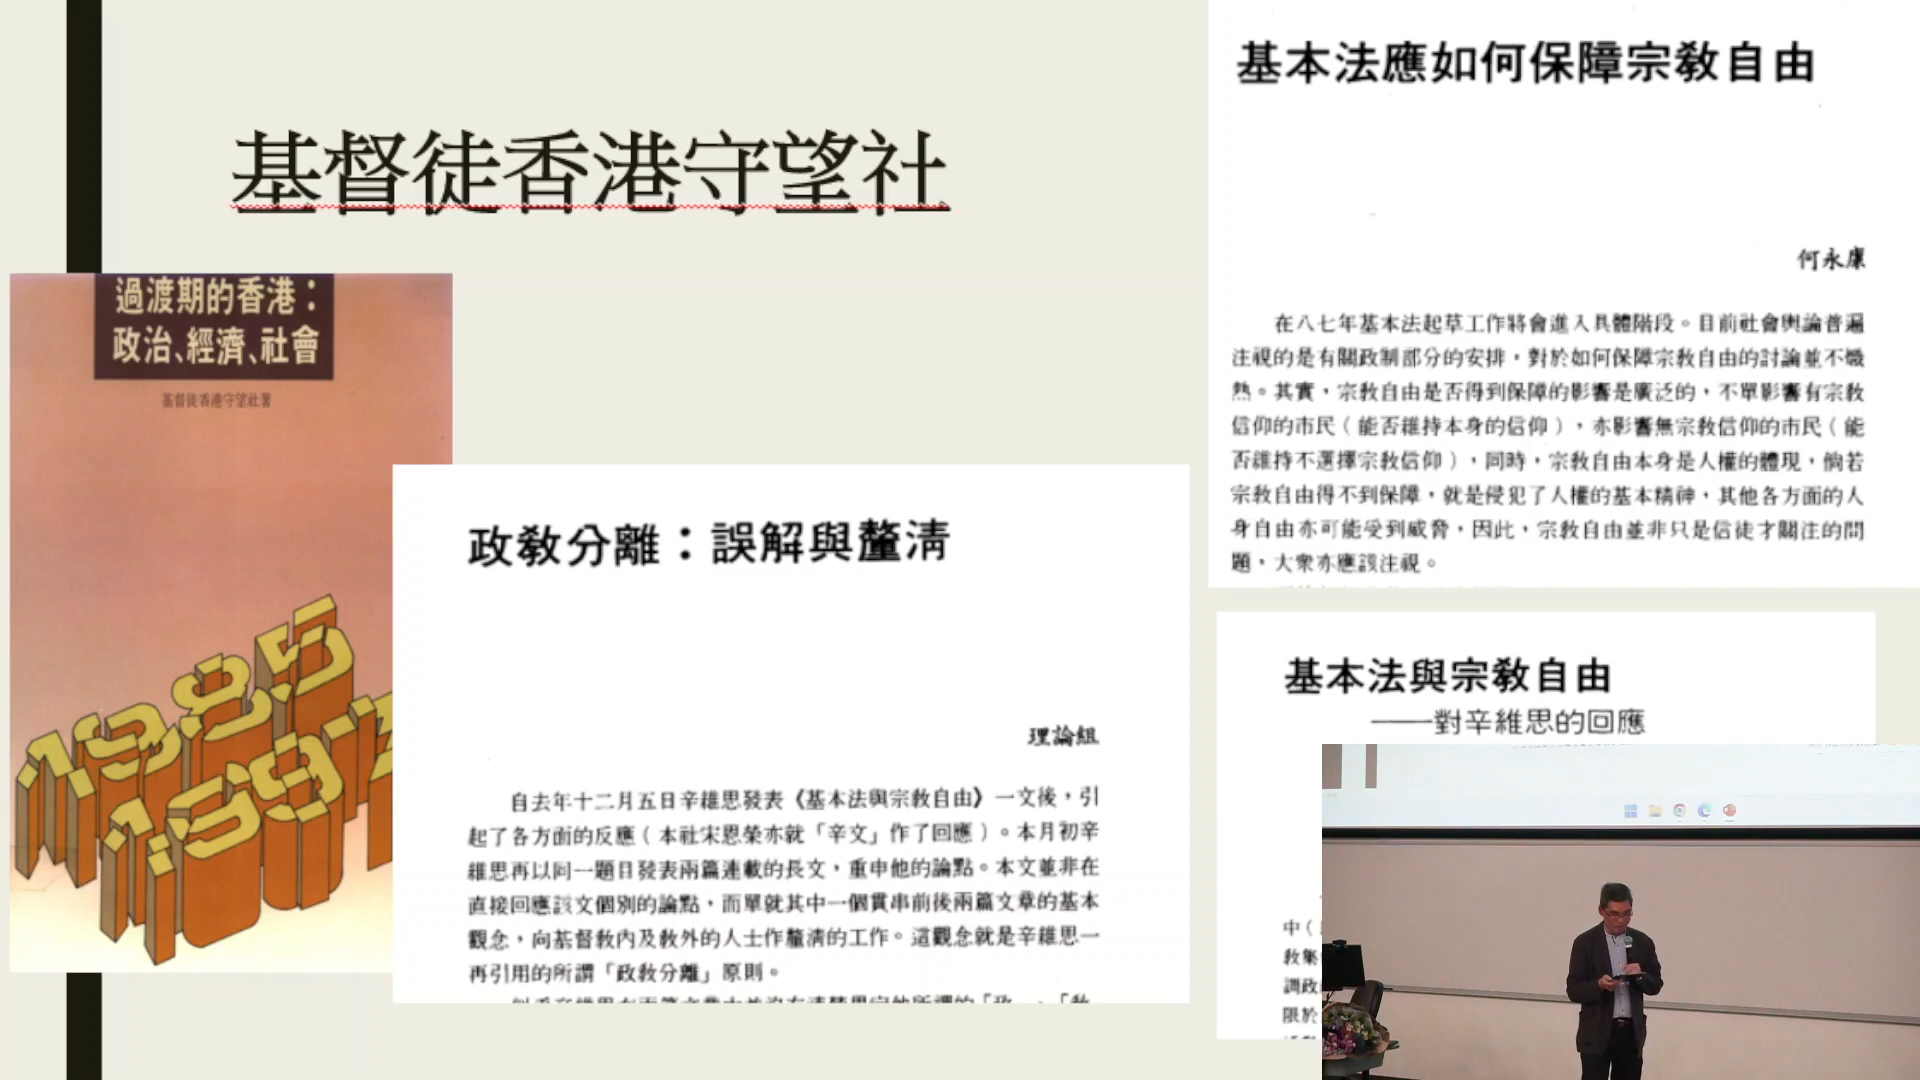 基督徒香港守望社
過渡期的香港：
政治、經濟、社會
基督徒香港守望社著
1985
1997
政教分離：誤解與釐清
理論組
自去年十二月五日辛維思發表《基本法與宗教自由》一文後，引
起了各方面的反應（本社宋恩榮亦就「辛文」作了回應）。本月初辛
維思再以同一題目發表兩篇連載的長文，重申他的論點。本文並非在
直接回應該文個別的論點，而單就其中一個貫串前後兩篇文章的基本
觀念，向基督教內及教外的人士作釐清的工作。這觀念就是辛維思一
再引用的所謂「政教分離」原則。
基本法應如何保障宗教自由
何永康
在八七年基本法起草工作將會進入具體階段。目前社會輿論普遍
注視的是有關政制部分的安排，對於如何保障宗教自由的討論並不熾
熱。其實，宗教自由是否得到保障的影響是廣泛的，不單影響有宗教
信仰的市民（能否維持本身的信仰），亦影響無宗教信仰的市民（能
否維持不選擇宗教信仰），同時，宗教自由本身是人權的體現，倘若
宗教自由得不到保障，就是侵犯了人權的基本精神，其他各方面的人
身自由亦可能受到威脅，因此，宗教自由並非只是信徒才關注的問
題，大衆亦應該注視。
基本法與宗教自由
——對辛維思的回應
中（
教集
調政
限於